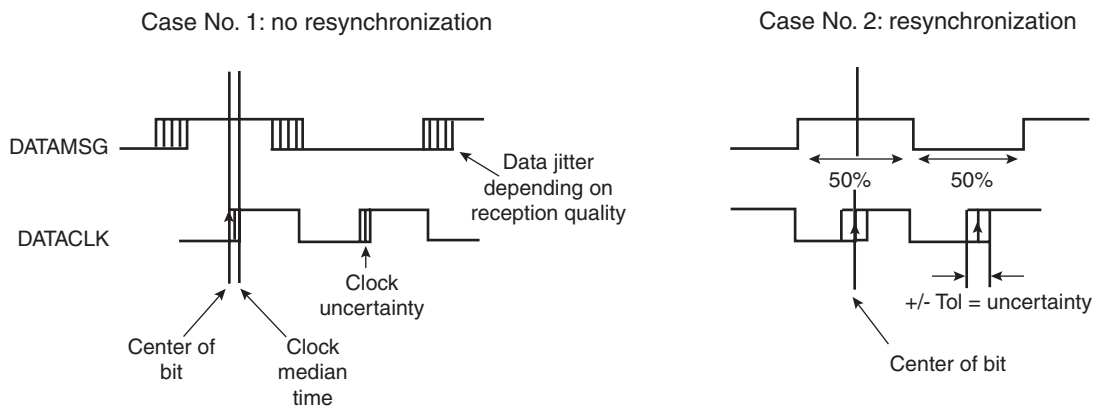 Case No. 1: no resynchronization
Case No. 2: resynchronization
DATAMSG
Data jitter
depending on
reception quality
50%
50%
DATACLK
Clock
uncertainty
+/- Tol = uncertainty
Center of
bit
Clock
median
time
Center of bit